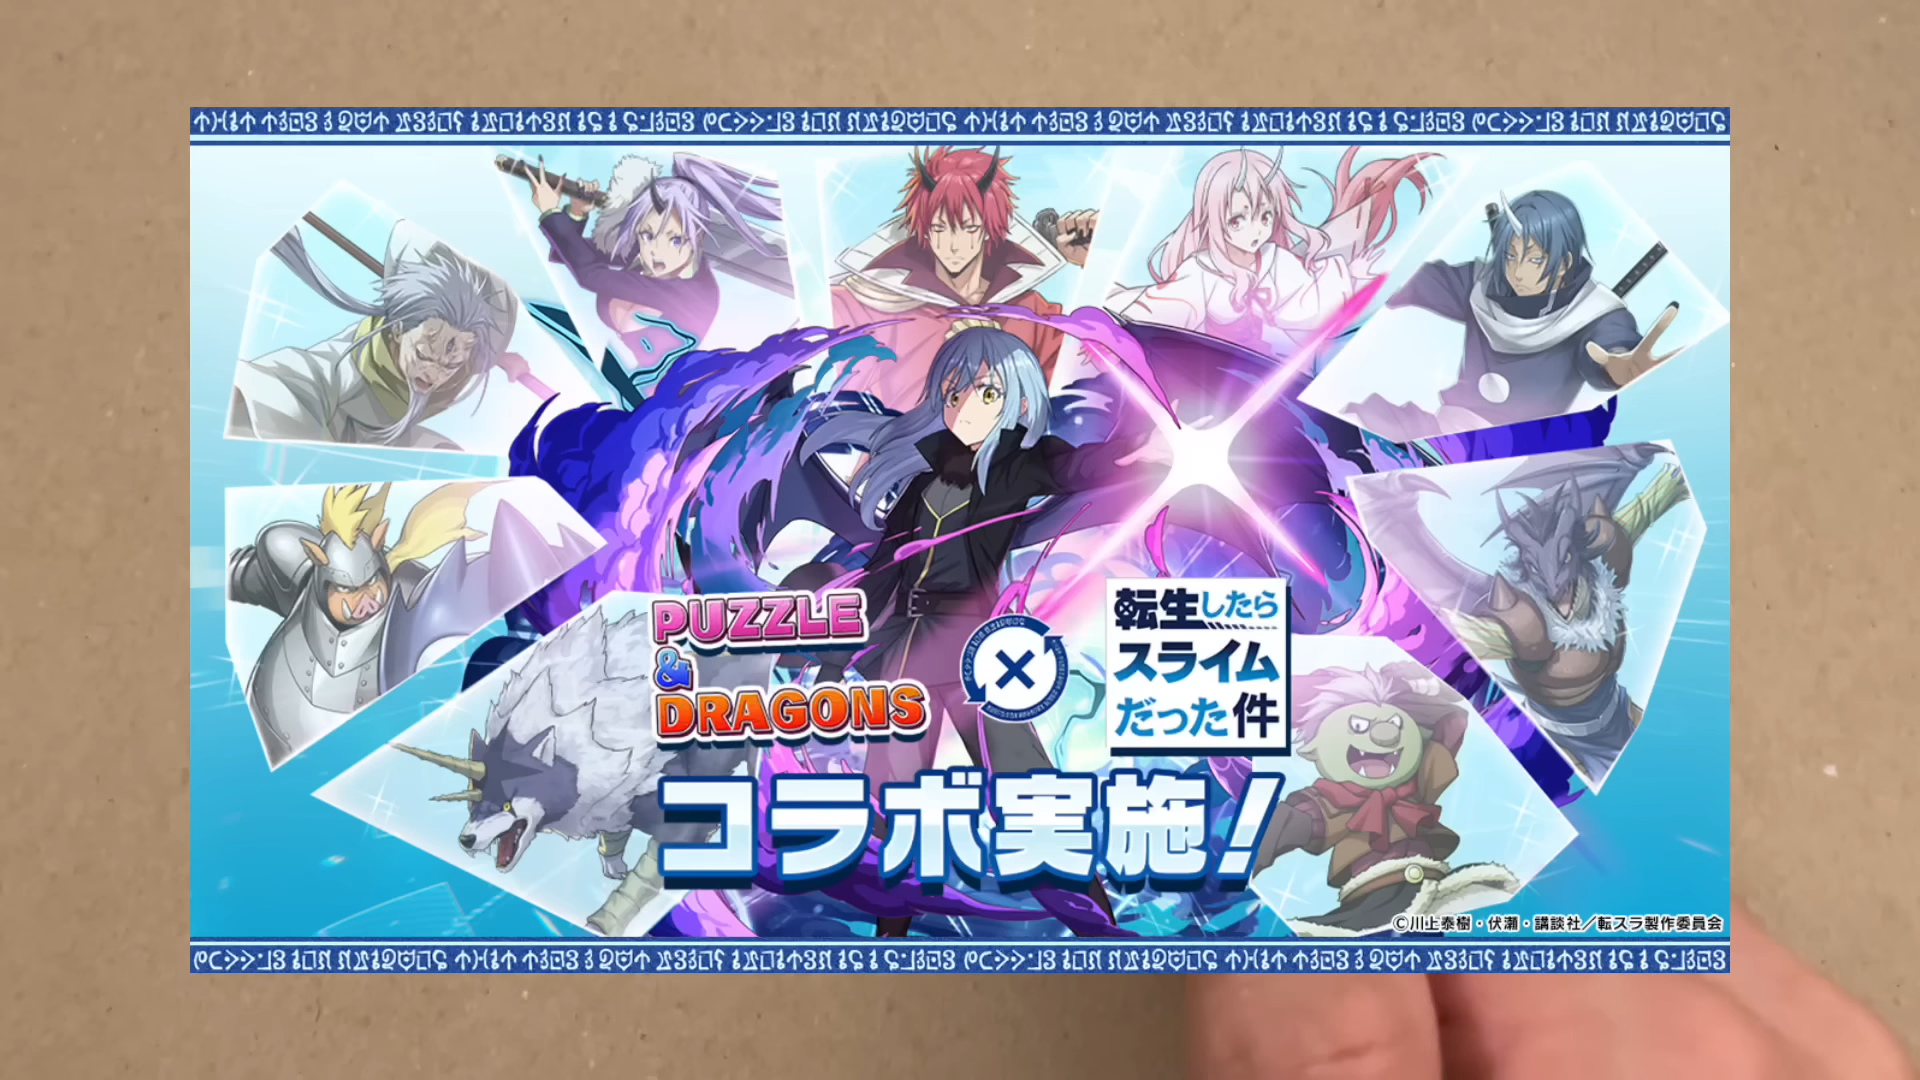 PUZZLE
&
DRAGONS
×
転生したら
スライム
だった件
コラボ実施!
©川上泰樹・伏瀬・講談社／転スラ製作委員会